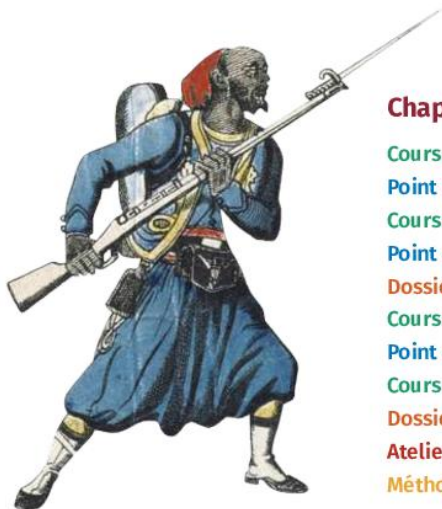 Chap
Cours
Point
Cours
Point
Dossie
Cours
Point
Cours
Dossie
Atelie
Métho